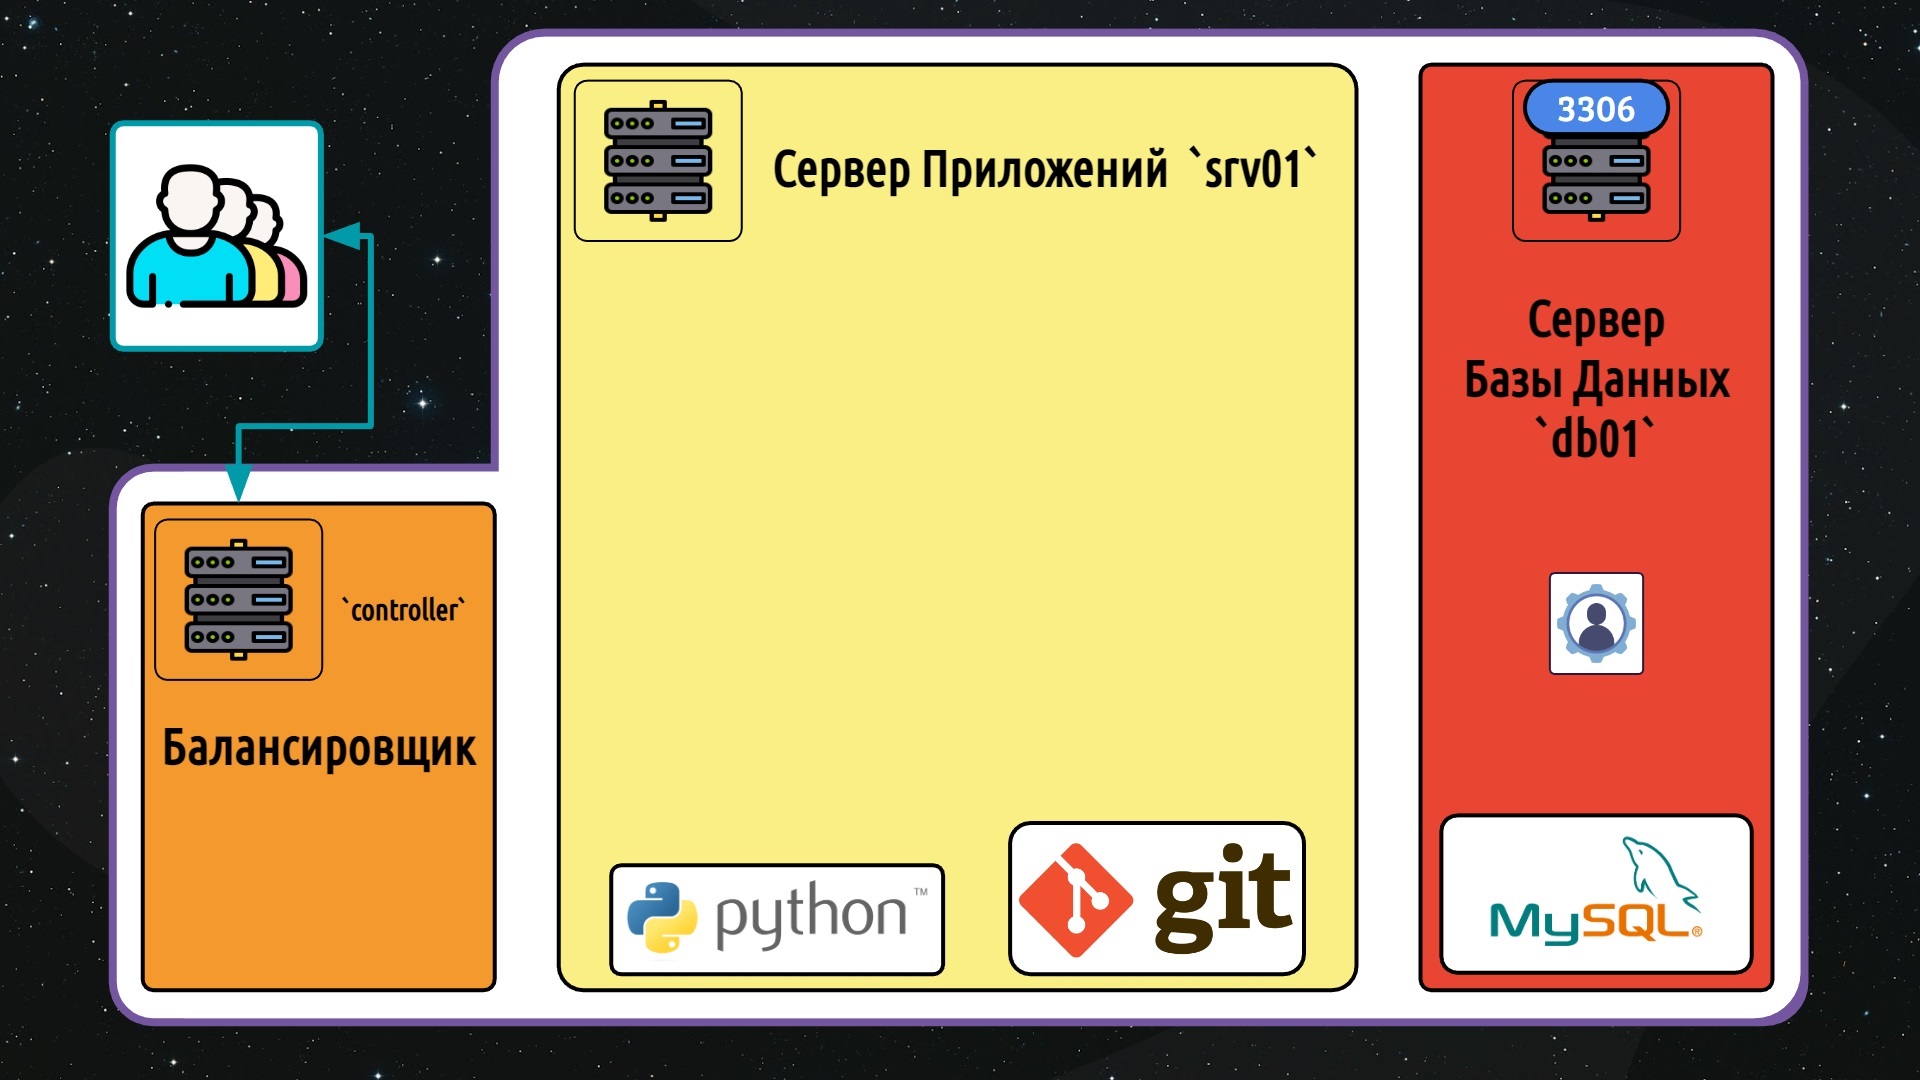 Сервер Приложений `srv01`
3306
Сервер
Базы Данных
`db01`
`controller`
Балансировщик
python™
git
MySQL®